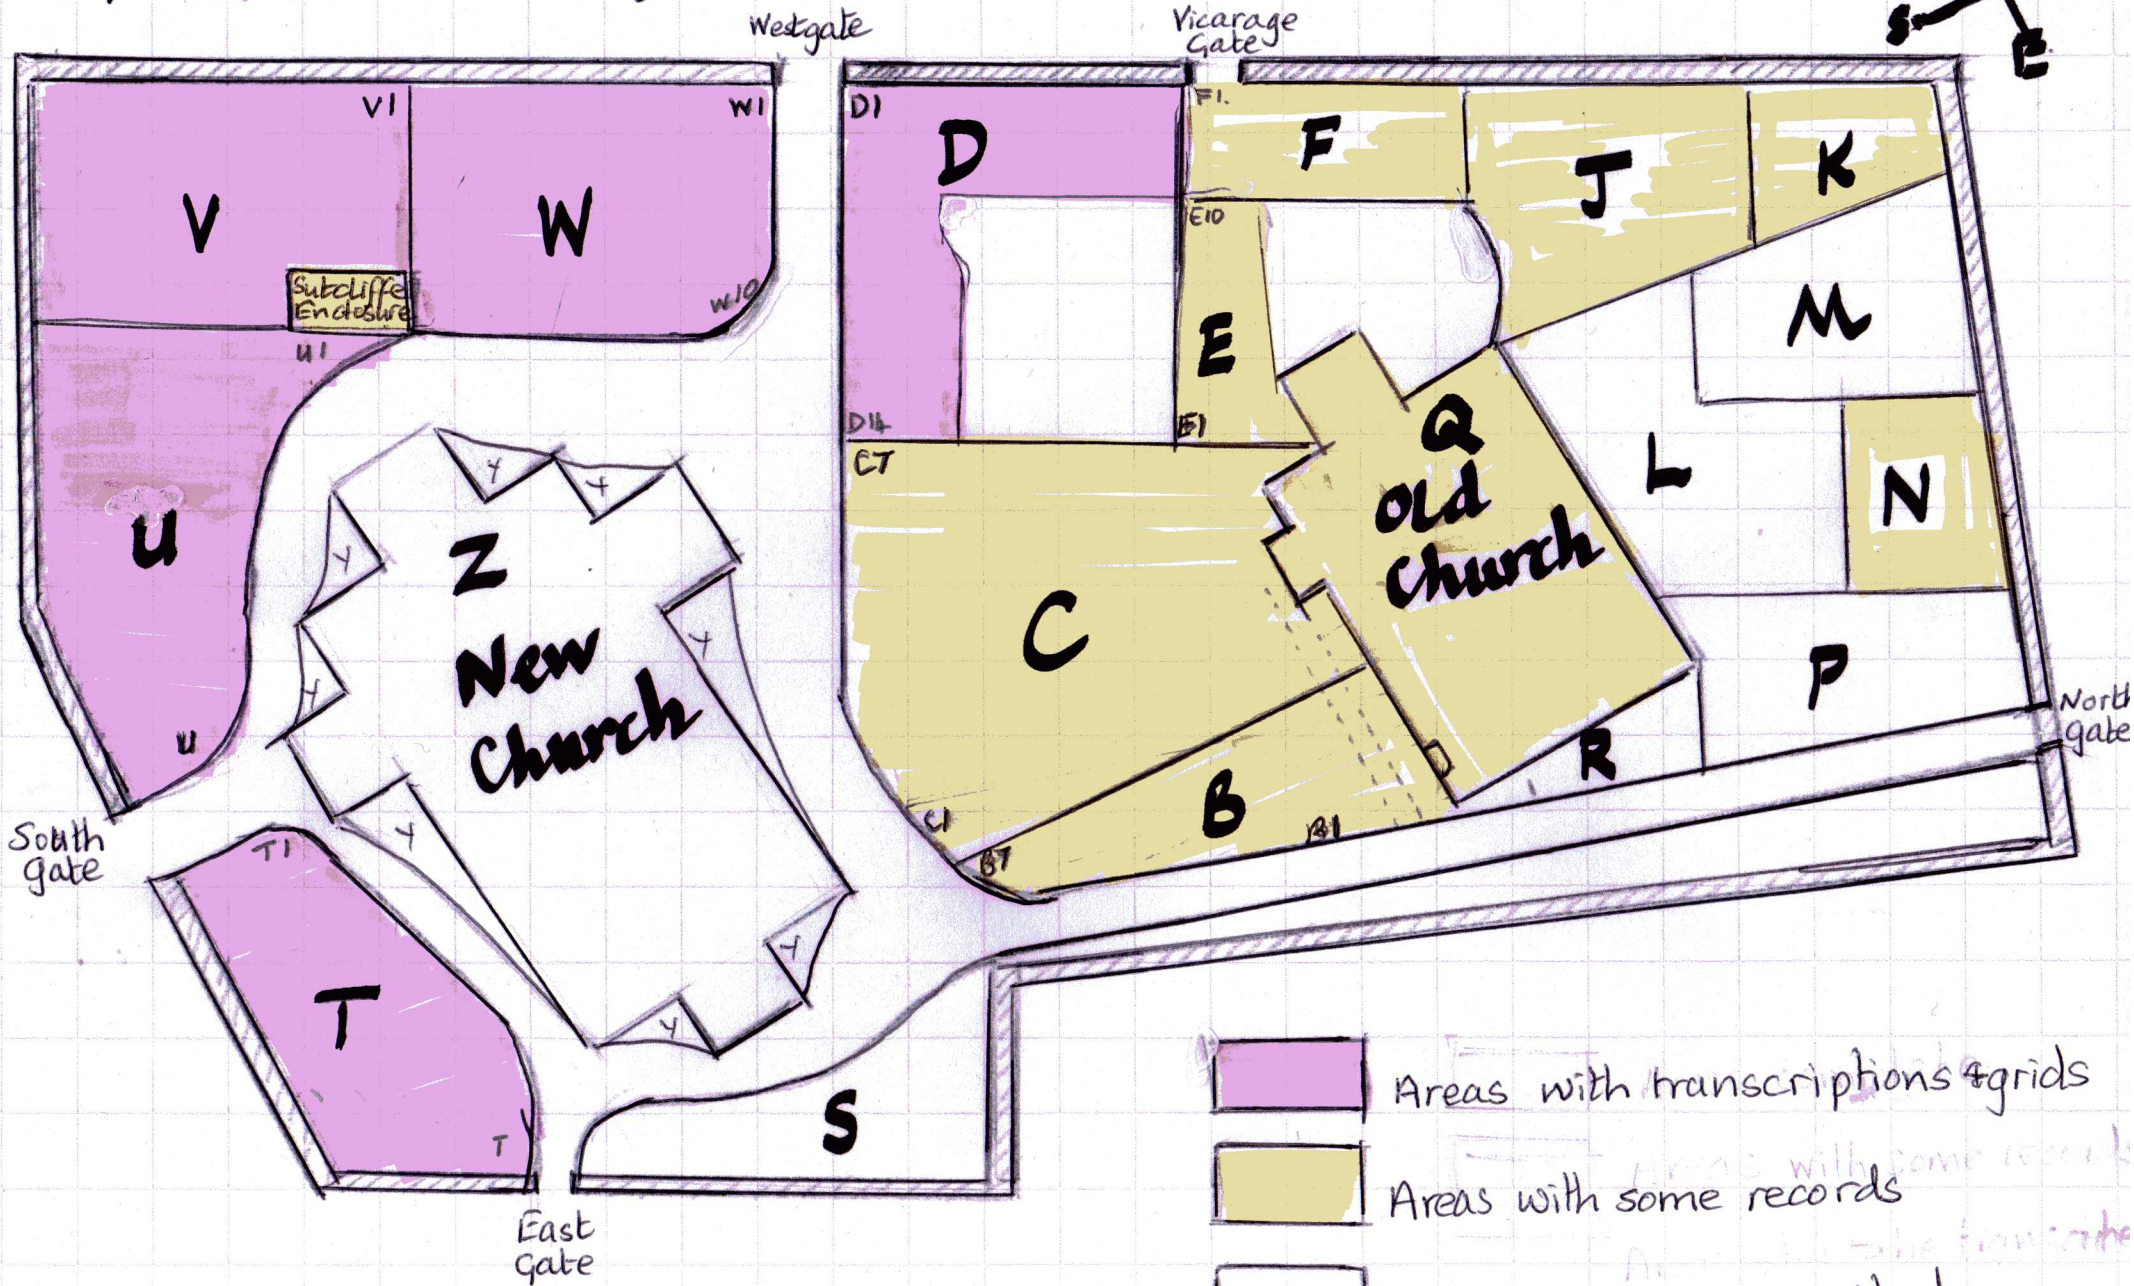 Westgate
Vicarage
Gate
S
E
V1
W1
D1
F1.
D
F
J
K
V
W
E10
Sutcliffe
Enclosure
W10
M
U1
E
D14
E1
Q
C7
L
N
Y
Y
Old
Church
U
Y
Z
C
Y
New
Church
P
Y
North
gate
U
R
B
C1
B1
B7
South
gate
T1
Y
Y
T
Y
S
T
Areas with transcriptions & grids
Areas with some records
East
Gate